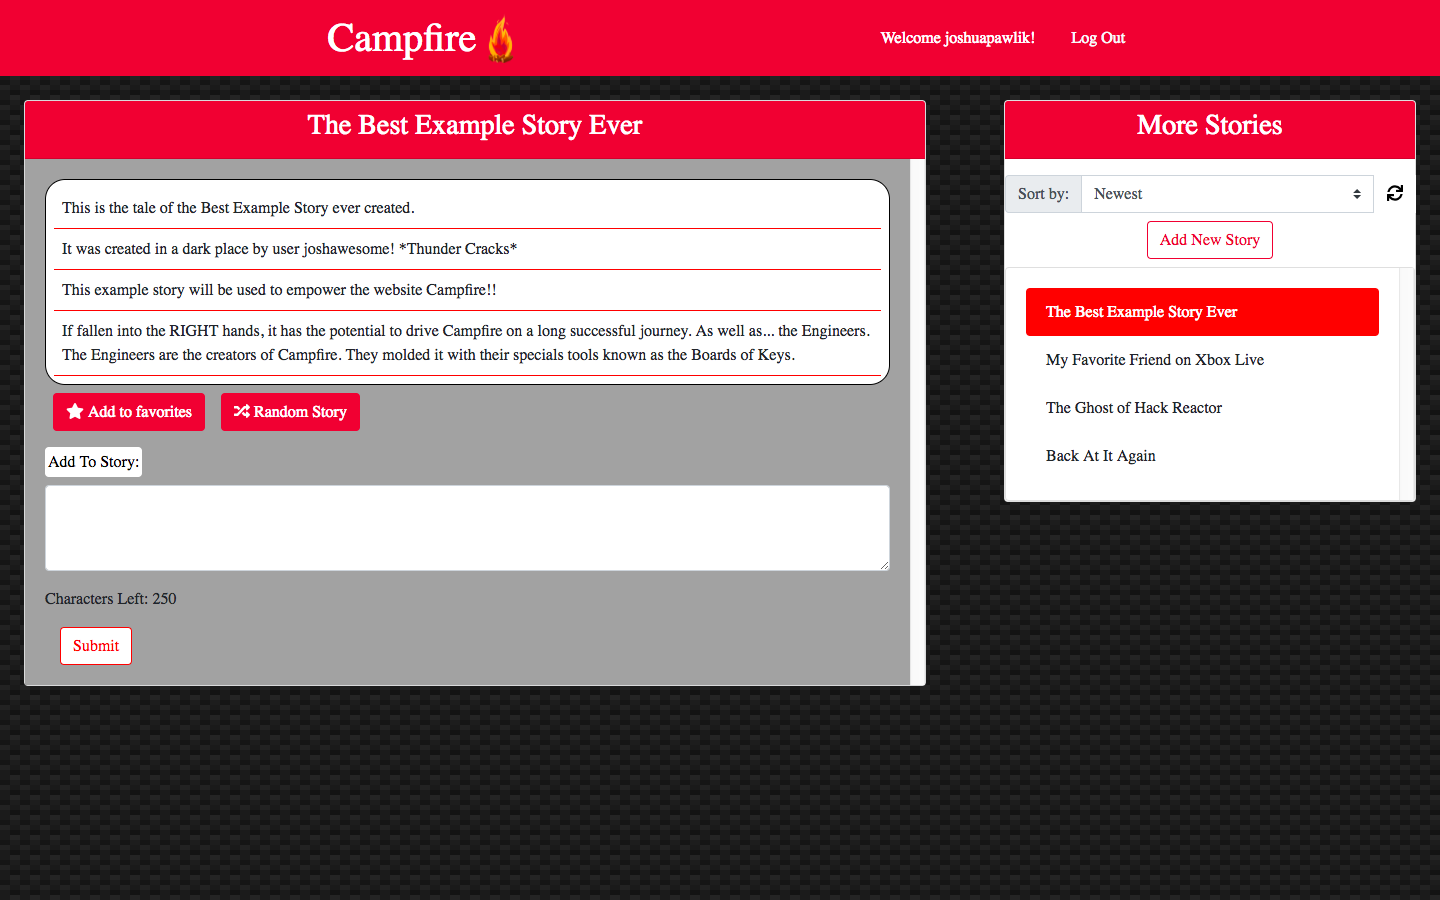 Campfire
Welcome joshuapawlik!
Log Out
The Best Example Story Ever
This is the tale of the Best Example Story ever created.
It was created in a dark place by user joshawesome! *Thunder Cracks*
This example story will be used to empower the website Campfire!!
If fallen into the RIGHT hands, it has the potential to drive Campfire on a long successful journey. As well as... the Engineers.
The Engineers are the creators of Campfire. They molded it with their specials tools known as the Boards of Keys.
Add to favorites
Random Story
Add To Story:
Characters Left: 250
Submit
More Stories
Sort by:
Newest
Add New Story
The Best Example Story Ever
My Favorite Friend on Xbox Live
The Ghost of Hack Reactor
Back At It Again